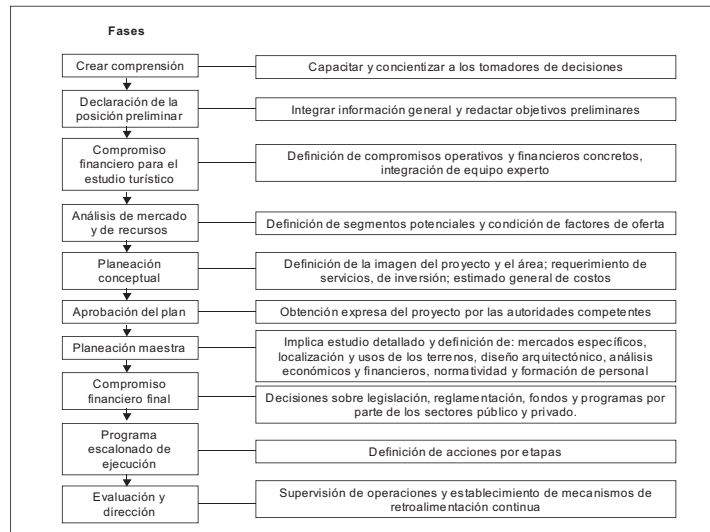 Fases
Crear comprensión
Capacitar y concientizar a los tomadores de decisiones
Declaración de la
posición preliminar
Integrar información general y redactar objetivos preliminares
Compromiso
financiero para el
estudio turístico
Definición de compromisos operativos y financieros concretos,
integración de equipo experto
Análisis de mercado
y de recursos
Definición de segmentos potenciales y condición de factores de oferta
Planeación
conceptual
Definición de la imagen del proyecto y el área; requerimiento de
servicios, de inversión; estimado general de costos
Aprobación del plan
Obtención expresa del proyecto por las autoridades competentes
Planeación maestra
Implica estudio detallado y definición de: mercados específicos,
localización y usos de los terrenos, diseño arquitectónico, análisis
económicos y financieros, normatividad y formación de personal
Compromiso
financiero final
Decisiones sobre legislación, reglamentación, fondos y programas por
parte de los sectores público y privado.
Programa
escalonado de
ejecución
Definición de acciones por etapas
Evaluación y
dirección
Supervisión de operaciones y establecimiento de mecanismos de
retroalimentación continua